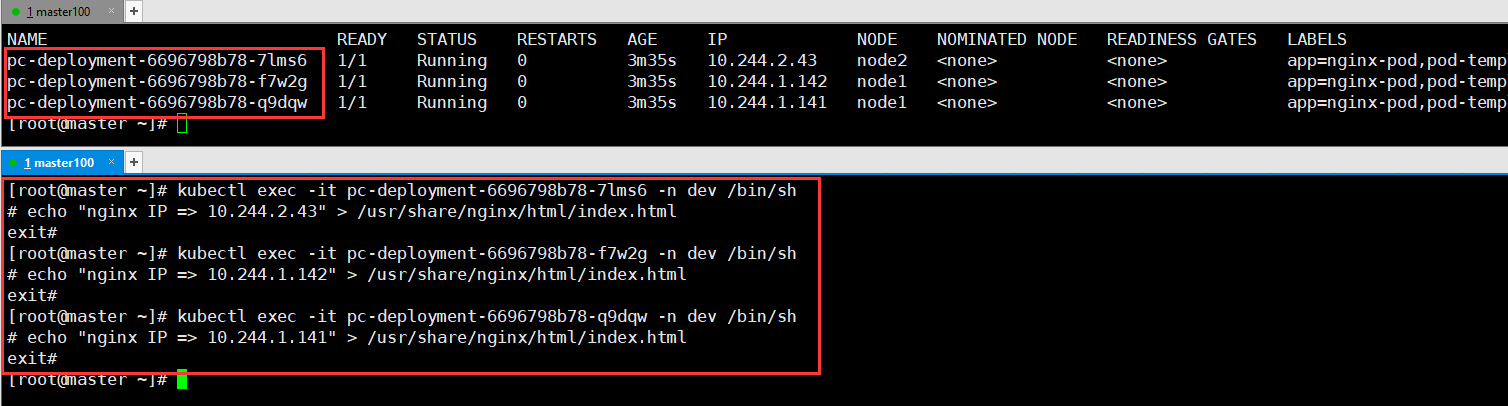 1 master100 × +
NAME READY STATUS RESTARTS AGE IP NODE NOMINATED NODE READINESS GATES LABELS
pc-deployment-6696798b78-7lms6 1/1 Running 0 3m35s 10.244.2.43 node2 <none> <none> app=nginx-pod,pod-temp
pc-deployment-6696798b78-f7w2g 1/1 Running 0 3m35s 10.244.1.142 node1 <none> <none> app=nginx-pod,pod-temp
pc-deployment-6696798b78-q9dqw 1/1 Running 0 3m35s 10.244.1.141 node1 <none> <none> app=nginx-pod,pod-temp
[root@master ~]#
1 master100 × +
[root@master ~]# kubectl exec -it pc-deployment-6696798b78-7lms6 -n dev /bin/sh
# echo "nginx IP => 10.244.2.43" > /usr/share/nginx/html/index.html
exit#
[root@master ~]# kubectl exec -it pc-deployment-6696798b78-f7w2g -n dev /bin/sh
# echo "nginx IP => 10.244.1.142" > /usr/share/nginx/html/index.html
exit#
[root@master ~]# kubectl exec -it pc-deployment-6696798b78-q9dqw -n dev /bin/sh
# echo "nginx IP => 10.244.1.141" > /usr/share/nginx/html/index.html
exit#
[root@master ~]#